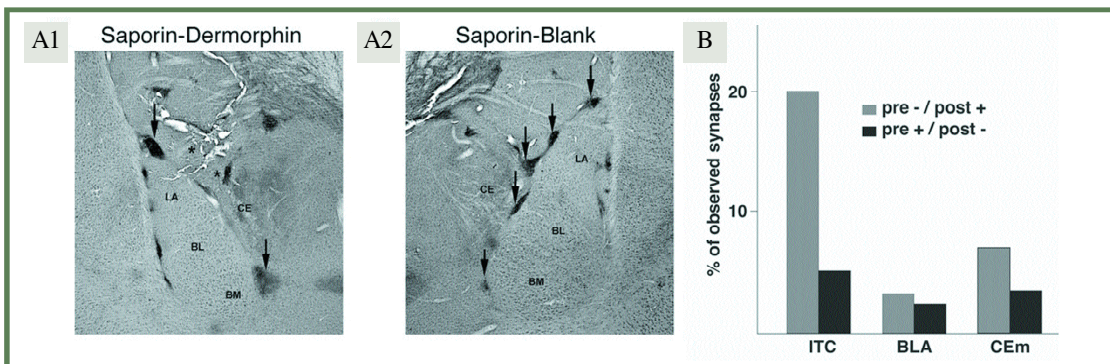 A1
Saporin-Dermorphin
*
*
LA
CE
BL
BM
A2
Saporin-Blank
LA
CE
BL
BM
B
% of observed synapses
20
10
pre - / post +
pre + / post -
ITC
BLA
CEm